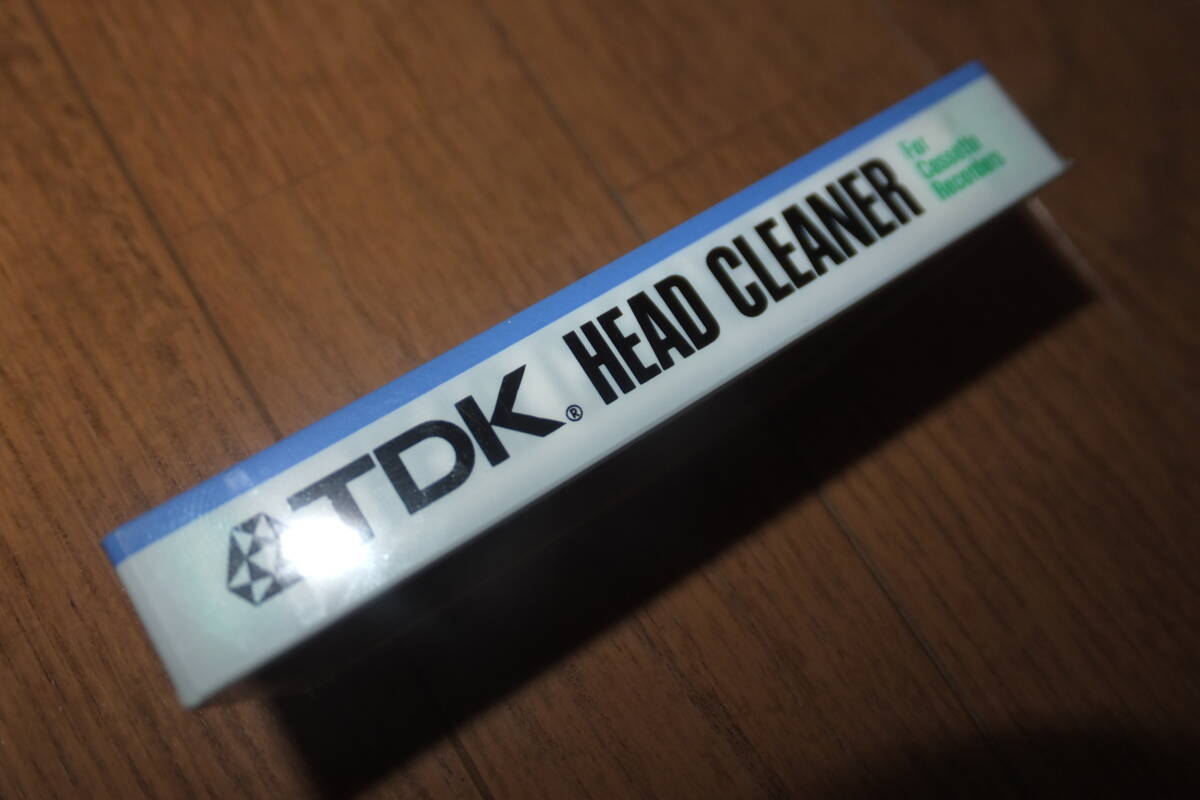 TDK® HEAD CLEANER
For
Cassette
Recorders